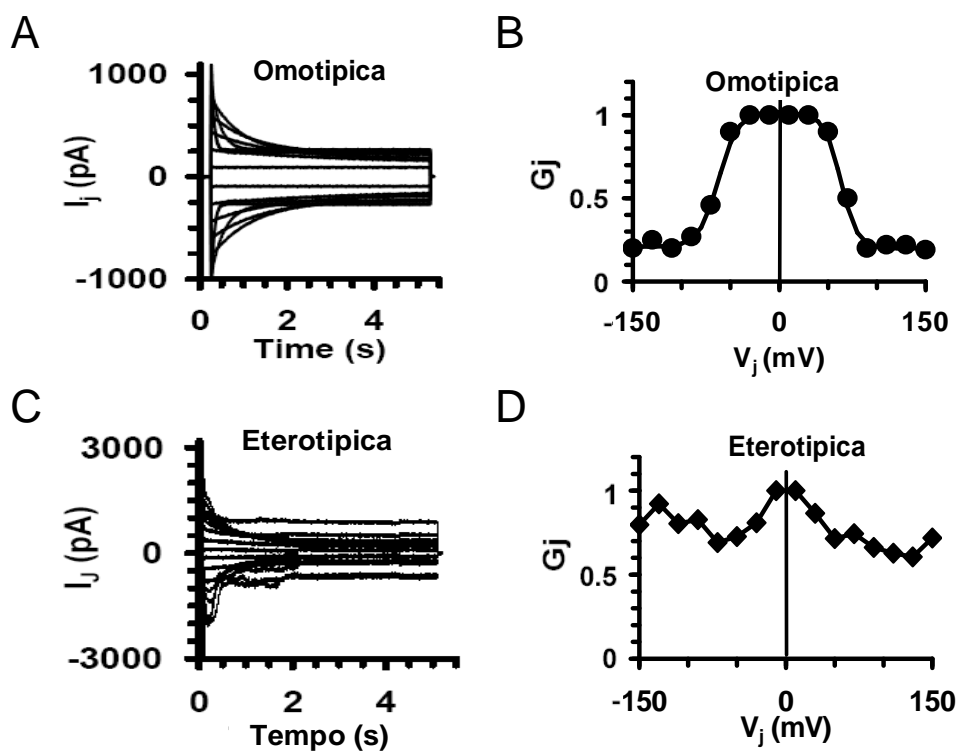 A
Omotipica
1000
0
-1000
Ij (pA)
0 2 4
Time (s)
B
Omotipica
1
0.5
0
Gj
-150 0 150
Vj (mV)
C
Eterotipica
3000
0
-3000
IJ (pA)
0 2 4
Tempo (s)
D
Eterotipica
1
0.5
0
Gj
-150 0 150
Vj (mV)